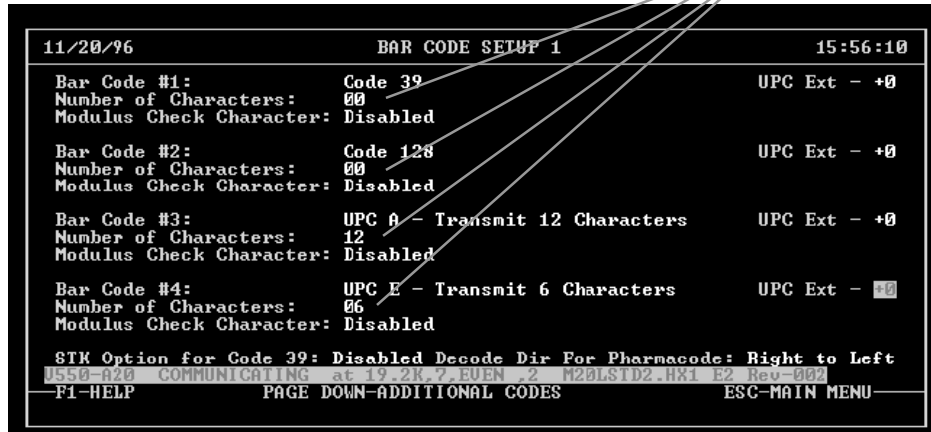 11/20/96 BAR CODE SETUP 1 15:56:10
Bar Code #1: Code 39 UPC Ext - +0
Number of Characters: 00
Modulus Check Character: Disabled
Bar Code #2: Code 128 UPC Ext - +0
Number of Characters: 00
Modulus Check Character: Disabled
Bar Code #3: UPC A - Transmit 12 Characters UPC Ext - +0
Number of Characters: 12
Modulus Check Character: Disabled
Bar Code #4: UPC E - Transmit 6 Characters UPC Ext - +0
Number of Characters: 06
Modulus Check Character: Disabled
STK Option for Code 39: Disabled Decode Dir For Pharmacode: Right to Left
V550-A20 COMMUNICATING at 19.2K,7,EVEN ,2 M20LSTD2.HX1 E2 Rev-002
F1-HELP PAGE DOWN-ADDITIONAL CODES ESC-MAIN MENU